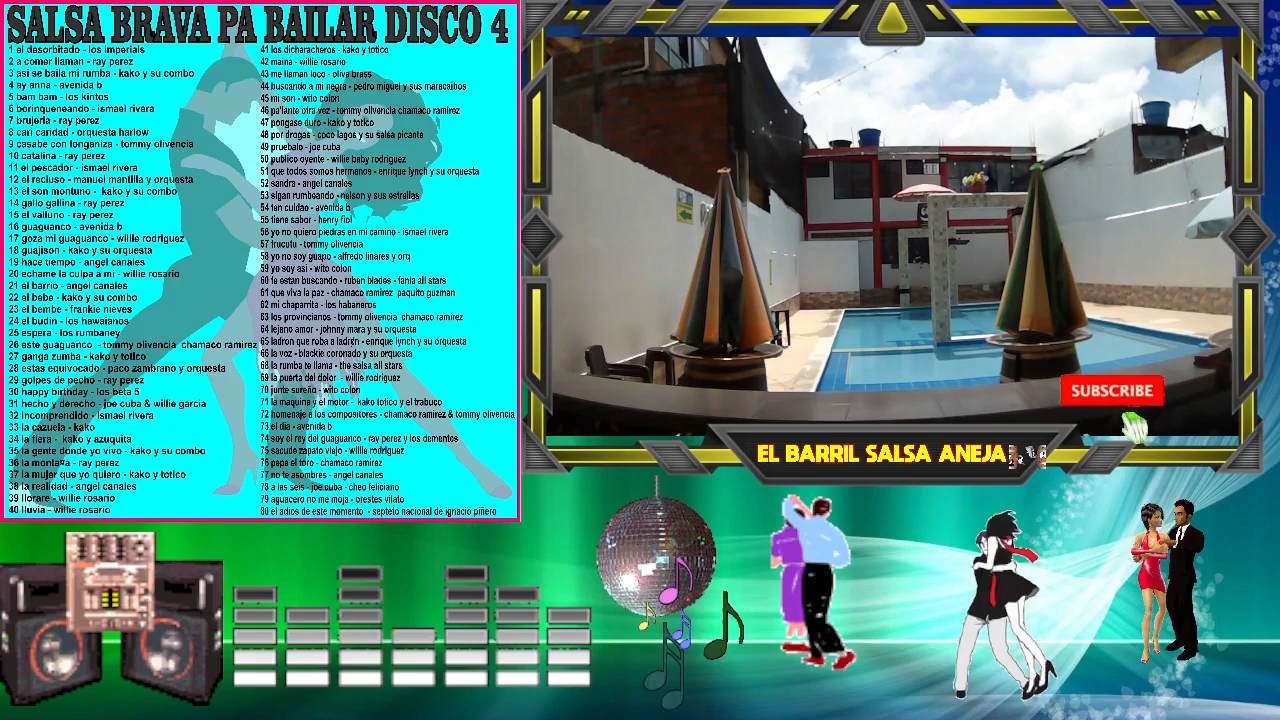 SALSA BRAVA PA BAILAR DISCO 4
1 el desorbitado - los imperials
2 a comer llaman - ray perez
3 asi se baila mi rumba - kako y su combo
4 ay anna - avenida b
5 bam bam - los kintos
6 borinqueneando - ismael rivera
7 brujeria - ray perez
8 cari caridad - orquesta harlow
9 casabe con longaniza - tommy olivencia
10 catalina - ray perez
11 el pescador - ismael rivera
12 el recluso - manuel mantilla y orquesta
13 el son montuno - kako y su combo
14 gallo gallina - ray perez
15 el valluno - ray perez
16 guaguanco - avenida b
17 goza mi guaguanco - willie rodriguez
18 guajison - kako y su orquesta
19 hace tiempo - angel canales
20 echame la culpa a mi - willie rosario
21 el barrio - angel canales
22 el bebe - kako y su combo
23 el bembe - frankie nieves
24 el budin - los hawaianos
25 espera - los rumbaney
26 este guaguanco - tommy olivencia chamaco ramirez
27 ganga zumba - kako y totico
28 estas equivocado - paco zambrano y orquesta
29 golpes de pecho - ray perez
30 happy birthday - los beta 5
31 hecho y derecho - joe cuba & willie garcia
32 incomprendido - ismael rivera
33 la cazuela - kako
34 la fiera - kako y azuquita
35 la gente donde yo vivo - kako y su combo
36 la montaña - ray perez
37 la mujer que yo quiero - kako y totico
38 la realidad - angel canales
39 llorare - willie rosario
40 lluvia - willie rosario
41 los dicharacheros - kako y totico
42 maina - willie rosario
43 me llaman loco - oliva brass
44 buscando a mi negra - pedro miguel y sus maracaibos
45 mi son - wito colon
46 pa'lante otra vez - tommy olivencia chamaco ramirez
47 pongase duro - kako y totico
48 por drogas - coco lagos y su salsa picante
49 pruebalo - joe cuba
50 publico oyente - willie baby rodriguez
51 que todos somos hermanos - enrique lynch y su orquesta
52 sandra - angel canales
53 sigan rumbeando - nelson y sus estrellas
54 ten cuidao - avenida b
55 tiene sabor - henry fiol
56 yo no quiero piedras en mi camino - ismael rivera
57 trucutu - tommy olivencia
58 yo no soy guapo - alfredo linares y orq
59 yo soy asi - wito colon
60 te estan buscando - ruben blades - fania all stars
61 que viva la paz - chamaco ramirez paquito guzman
62 mi chapanita - los habaneros
63 los provincianos - tommy olivencia chamaco ramirez
64 lejano amor - johnny mara y su orquesta
65 ladron que roba a ladron - enrique lynch y su orquesta
66 la voz - blackie coronado y su orquesta
68 la rumba te llama - the salsa all stars
69 la puerta del dolor - willie rodriguez
70 jurte sureño - wito colon
71 la maquina y el motor - kako totico y el trabuco
72 homenaje a los compositores - chamaco ramirez & tommy olivencia
73 el dia - avenida b
74 soy el rey del guaguanco - ray perez y los dementos
75 sacude zapato viejo - willie rodriguez
76 pepe el toro - chamaco ramirez
77 no te asombres - angel canales
78 a las seis - joe cuba - cheo feliciano
79 aguacero no me moja - orestes vilato
80 el adios de este momento - septeto nacional de ignacio piñero
SUBSCRIBE
EL BARRIL SALSA ANEJA